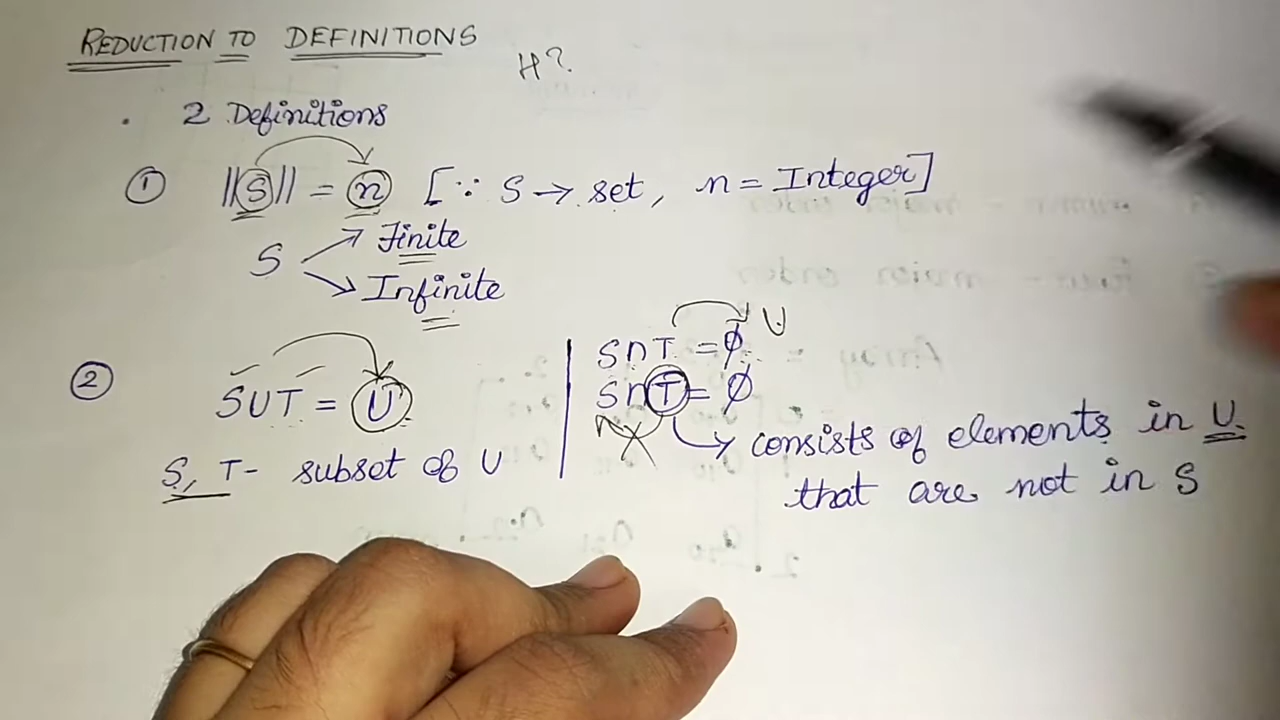 REDUCTION TO DEFINITIONS
H?
. 2 Definitions
① ||S|| = n [∵ S → set, n = Integer]
S → Finite
→ Infinite
② S∪T = U
S, T - subset of U
S∩T = ∅ U
S∩T = ∅
→ consists of elements in U.
that are not in S